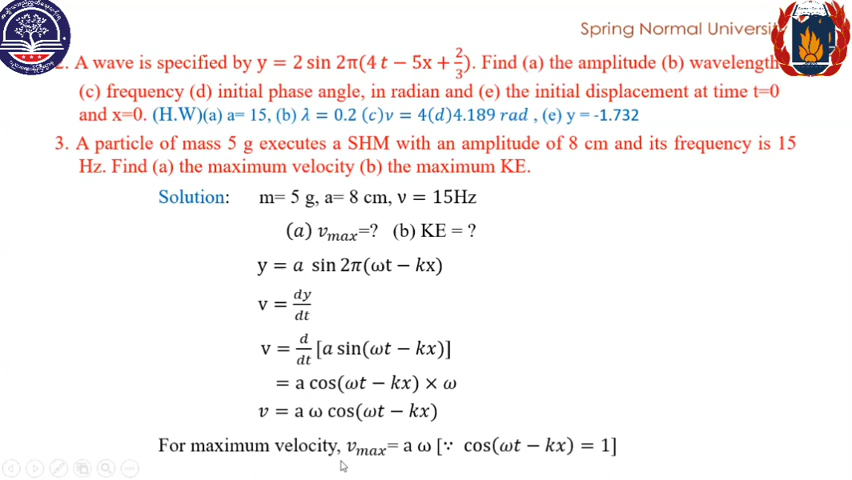 Spring Normal Universi
2. A wave is specified by y = 2 sin 2π(4 t − 5x + 2/3). Find (a) the amplitude (b) wavelength
(c) frequency (d) initial phase angle, in radian and (e) the initial displacement at time t=0
and x=0. (H.W)(a) a= 15, (b) λ = 0.2 (c)ν = 4(d)4.189 rad , (e) y = -1.732
3. A particle of mass 5 g executes a SHM with an amplitude of 8 cm and its frequency is 15
Hz. Find (a) the maximum velocity (b) the maximum KE.
Solution: m= 5 g, a= 8 cm, ν = 15Hz
(a) v_max=? (b) KE = ?
y = a sin 2π(ωt − kx)
v = dy/dt
v = d/dt [a sin(ωt − kx)]
= a cos(ωt − kx) × ω
v = a ω cos(ωt − kx)
For maximum velocity, v_max= a ω [∵ cos(ωt − kx) = 1]